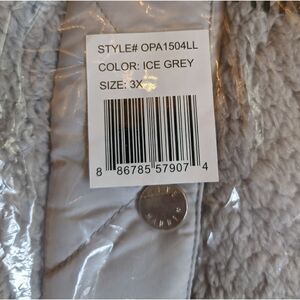 STYLE# OPA1504LL
COLOR: ICE GREY
SIZE: 3X
8 86785 57907 4